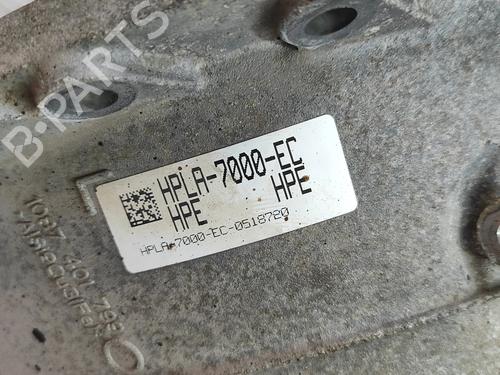 B-PARTS
HPLA-7000-EC
HPE HPE
HPLA-7000-EC-0518720